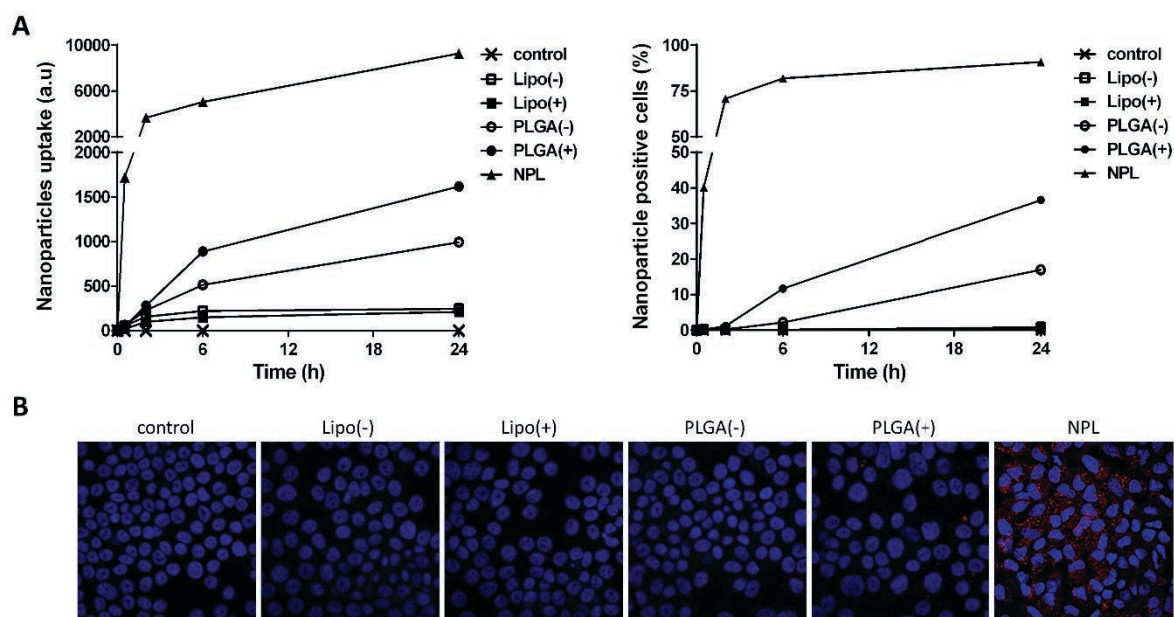 A
Nanoparticles uptake (a.u)
10000
6000
2000
2000
1500
1000
500
0
0 6 12 18 24
Time (h)
control
Lipo(-)
Lipo(+)
PLGA(-)
PLGA(+)
NPL
Nanoparticle positive cells (%)
100
75
50
50
40
30
20
10
0
0 6 12 18 24
Time (h)
control
Lipo(-)
Lipo(+)
PLGA(-)
PLGA(+)
NPL
B
control Lipo(-) Lipo(+) PLGA(-) PLGA(+) NPL